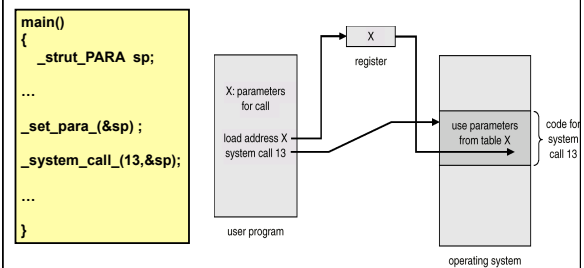 main()
{
_strut_PARA sp;
...
_set_para_(&sp) ;
_system_call_(13,&sp);
...
}
X
register
X: parameters
for call
load address X
system call 13
user program
use parameters
from table X
code for
system
call 13
operating system